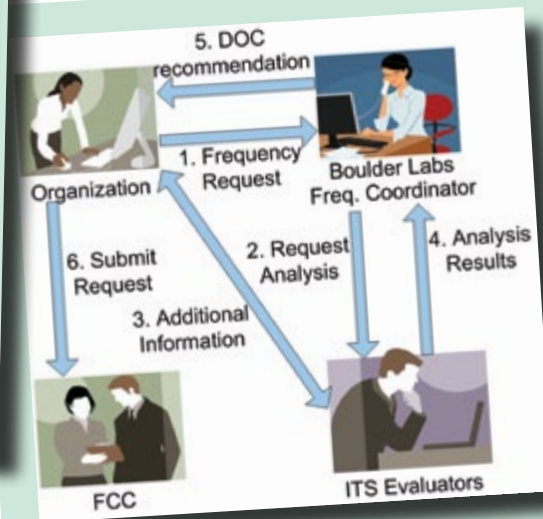 5. DOC
recommendation
1. Frequency
Request
Organization
Boulder Labs
Freq. Coordinator
2. Request
Analysis
4. Analysis
Results
6. Submit
Request
3. Additional
Information
FCC
ITS Evaluators